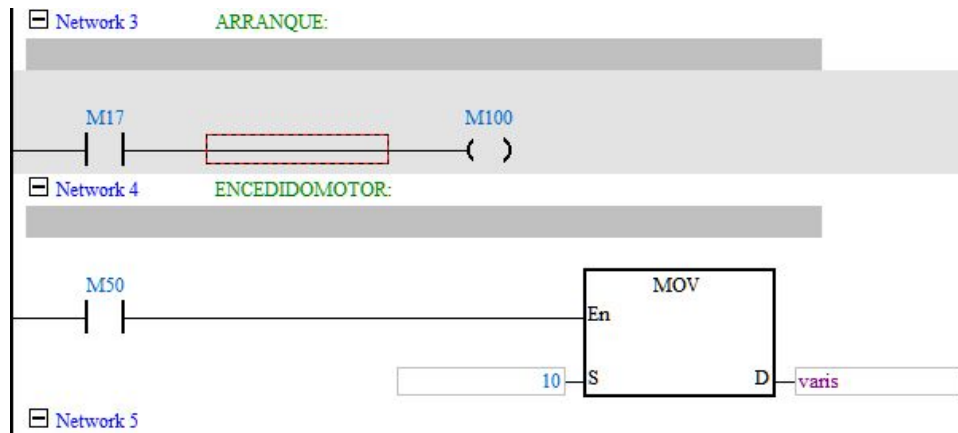 Network 3 ARRANQUE:
M17 M100
Network 4 ENCEDIDOMOTOR:
M50 MOV
En
10 S D varis
Network 5